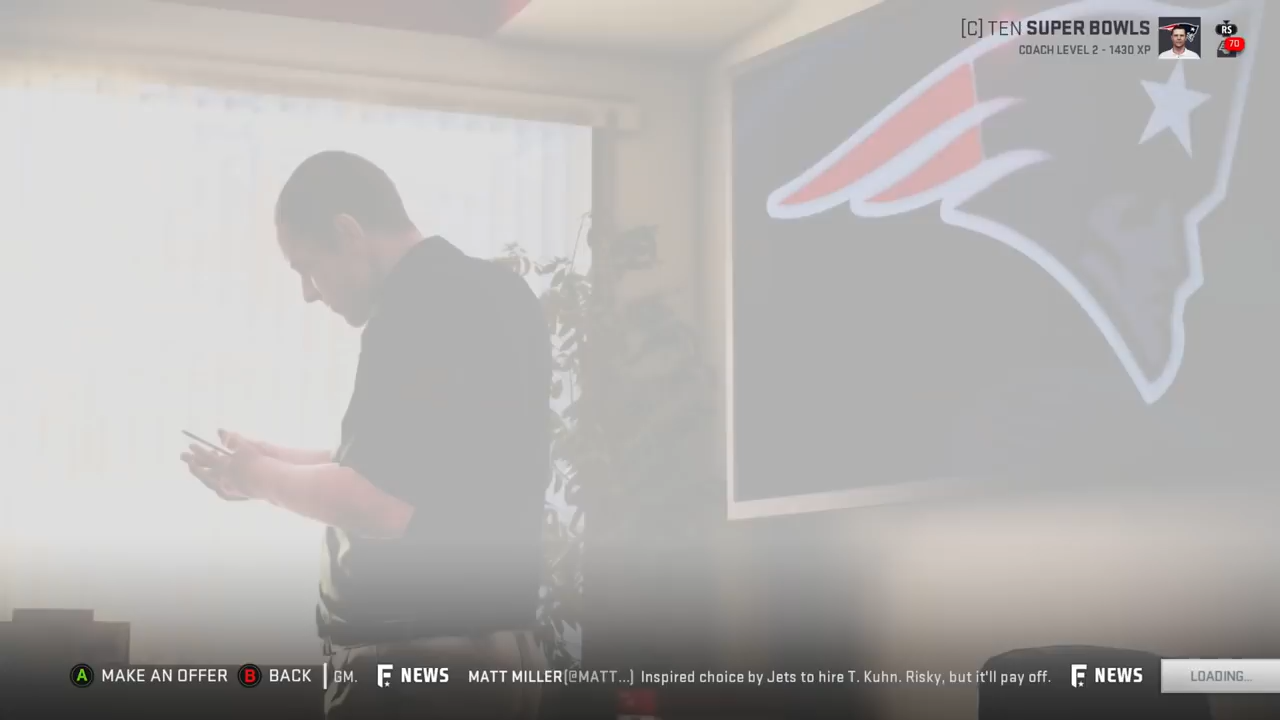 [C] TEN SUPER BOWLS
COACH LEVEL 2 - 1430 XP
RS
70
A MAKE AN OFFER B BACK GM. F NEWS MATT MILLER[@MATT...] Inspired choice by Jets to hire T. Kuhn. Risky, but it'll pay off. F NEWS LOADING...